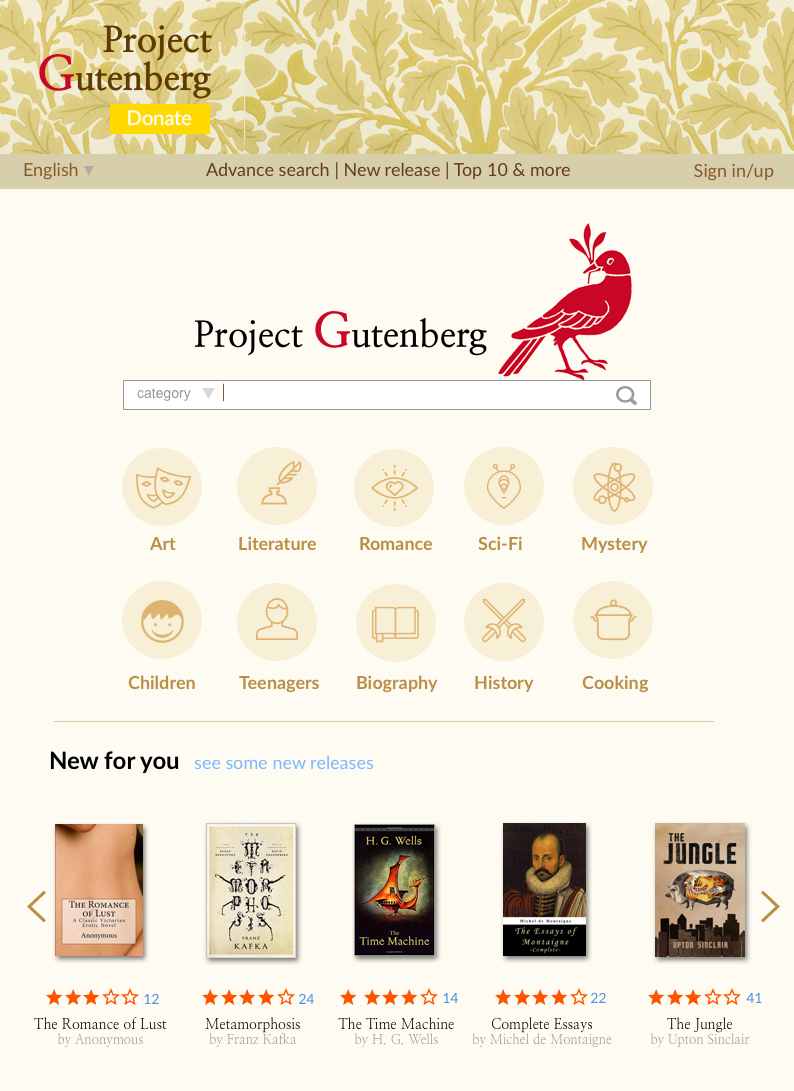 Project
Gutenberg
Donate
English
Advance search | New release | Top 10 & more
Sign in/up
Project Gutenberg
category
Art
Literature
Romance
Sci-Fi
Mystery
Children
Teenagers
Biography
History
Cooking
New for you see some new releases
THE ROMANCE
OF LUST
A Classic Victorian
Erotic Novel
Anonymous
THE
METAMORPHOSIS
FRANZ
KAFKA
H. G. Wells
The
Time Machine
Michel de Montaigne
The Essays of
Montaigne
~Complete~
THE
JUNGLE
UPTON SINCLAIR
12
24
14
22
41
The Romance of Lust
by Anonymous
Metamorphosis
by Franz Kafka
The Time Machine
by H. G. Wells
Complete Essays
by Michel de Montaigne
The Jungle
by Upton Sinclair